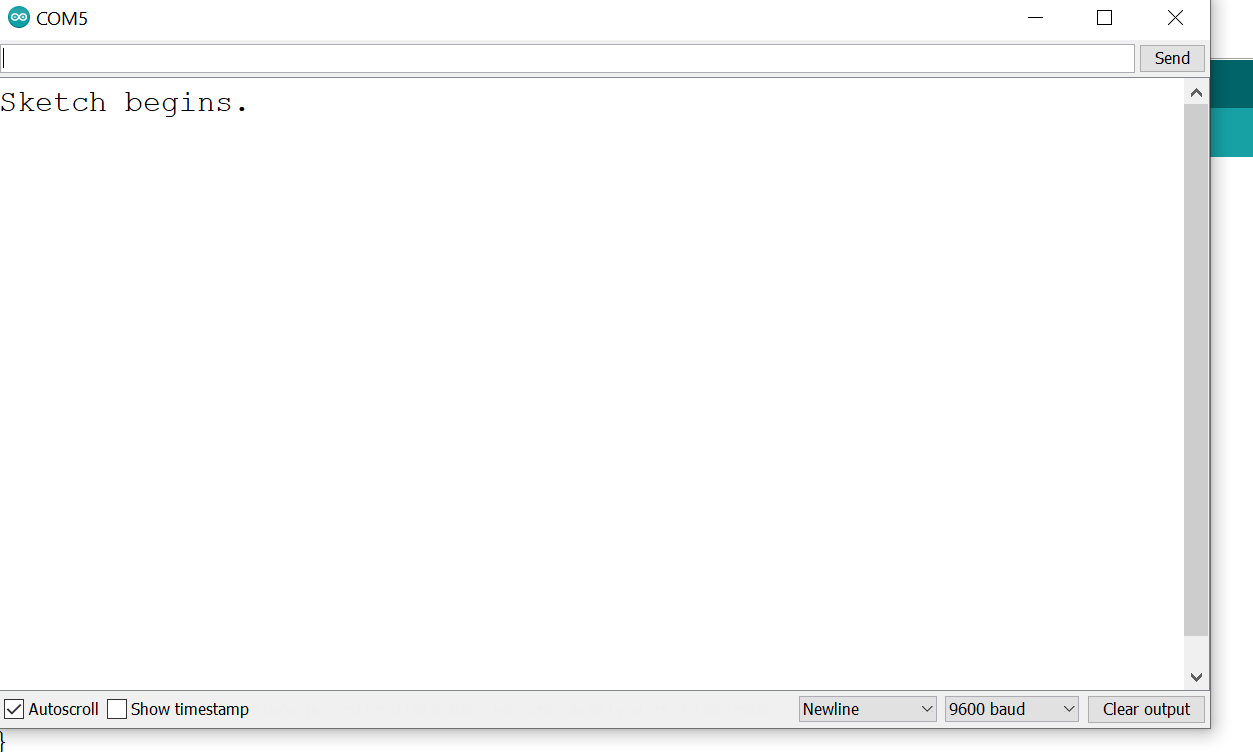 COM5
Send
Sketch begins.
Autoscroll Show timestamp Newline 9600 baud Clear output
}